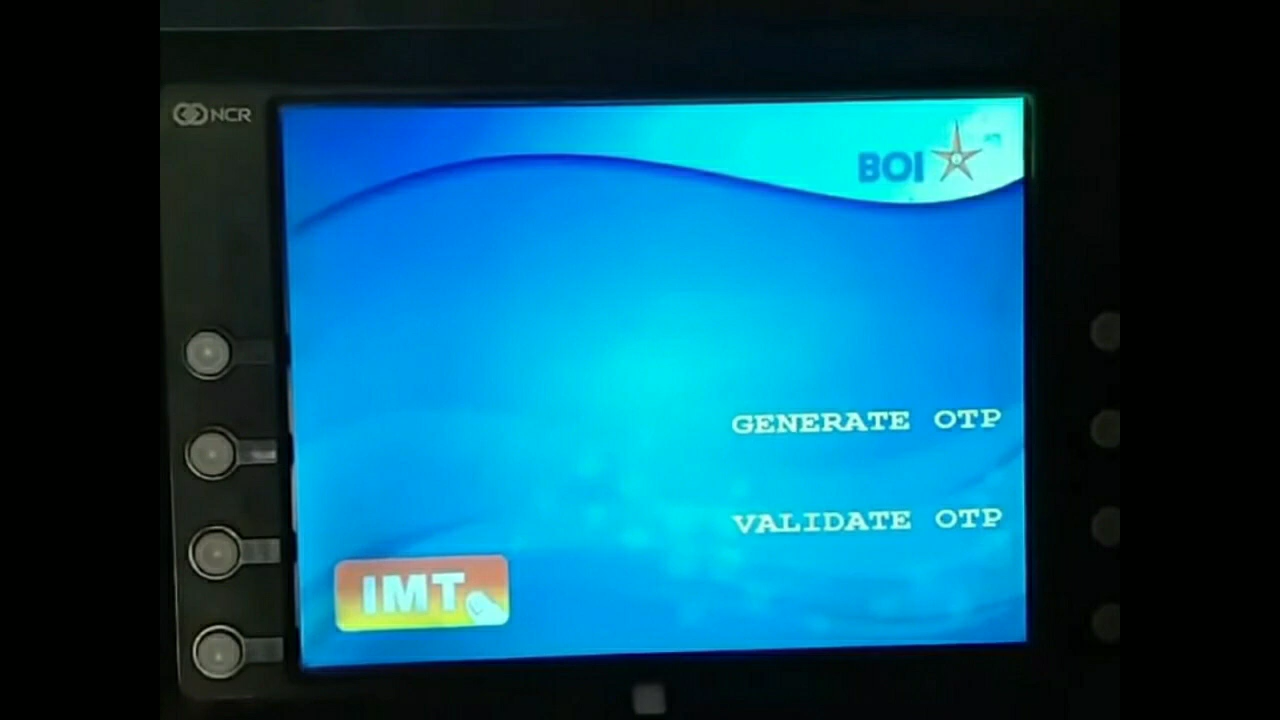 NCR
BOI
GENERATE OTP
VALIDATE OTP
IMT